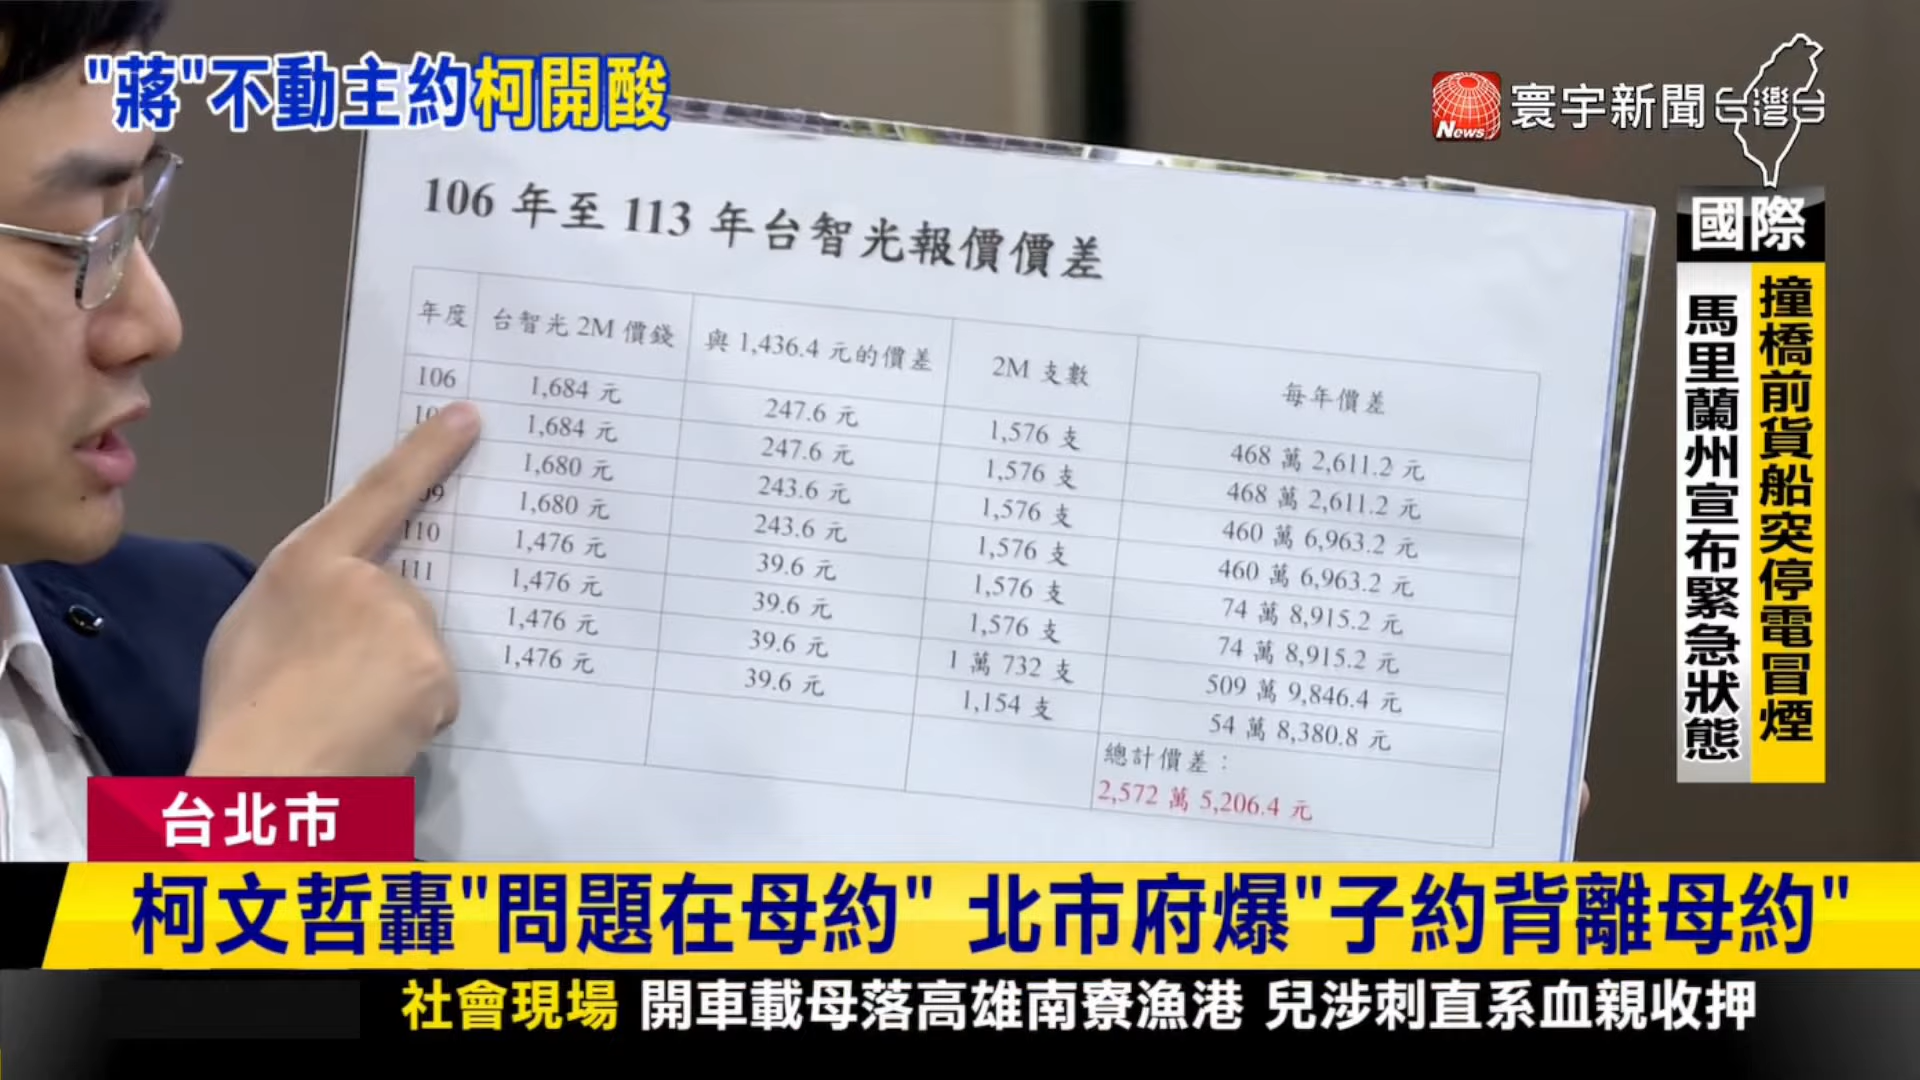 "蔣"不動主約柯開酸
News 寰宇新聞 台灣台
國際
撞橋前貨船突停電冒煙
馬里蘭州宣布緊急狀態
106 年至 113 年台智光報價價差
年度 台智光 2M 價錢 與 1,436.4 元的價差 2M 支數 每年價差
106 1,684 元 247.6 元 1,576 支 468 萬 2,611.2 元
1,684 元 247.6 元 1,576 支 468 萬 2,611.2 元
1,680 元 243.6 元 1,576 支 460 萬 6,963.2 元
09 1,680 元 243.6 元 1,576 支 460 萬 6,963.2 元
110 1,476 元 39.6 元 1,576 支 74 萬 8,915.2 元
111 1,476 元 39.6 元 1,576 支 74 萬 8,915.2 元
1,476 元 39.6 元 1 萬 732 支 509 萬 9,846.4 元
1,476 元 39.6 元 1,154 支 54 萬 8,380.8 元
總計價差：
2,572 萬 5,206.4 元
台北市
柯文哲轟"問題在母約" 北市府爆"子約背離母約"
社會現場 開車載母落高雄南寮漁港 兒涉刺直系血親收押